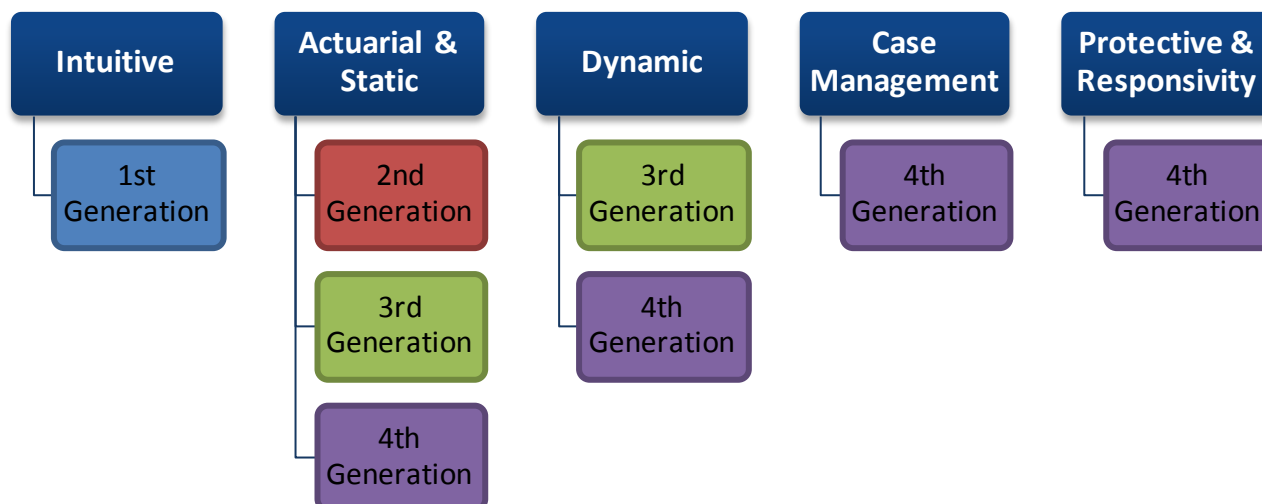 Intuitive
1st
Generation
Actuarial &
Static
2nd
Generation
3rd
Generation
4th
Generation
Dynamic
3rd
Generation
4th
Generation
Case
Management
4th
Generation
Protective &
Responsivity
4th
Generation